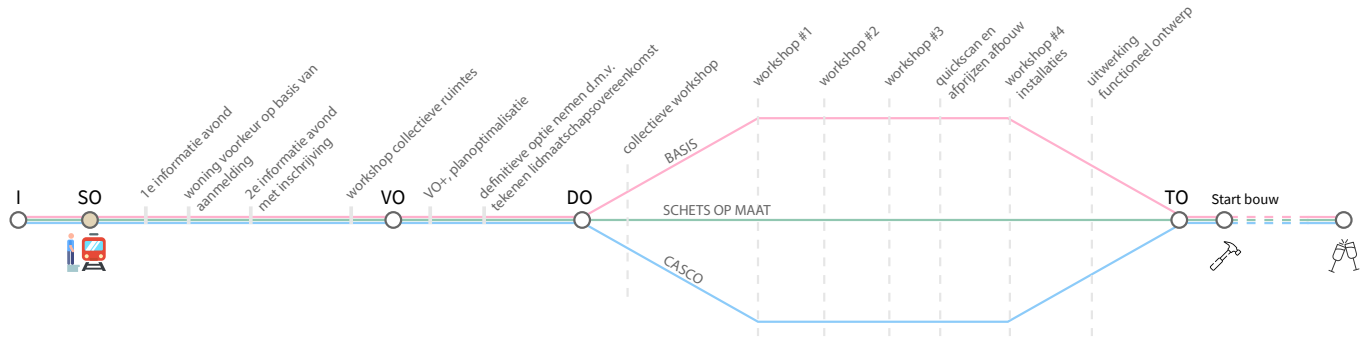 I
SO
1e informatie avond
woning voorkeur op basis van
aanmelding
2e informatie avond
met inschrijving
workshop collectieve ruimtes
VO
VO+, planoptimalisatie
definitieve optie nemen d.m.v.
tekenen lidmaatschapsovereenkomst
DO
collectieve workshop
BASIS
SCHETS OP MAAT
CASCO
workshop #1
workshop #2
workshop #3
quickscan en
afprijzen afbouw
workshop #4
installaties
uitwerking
functioneel ontwerp
TO
Start bouw